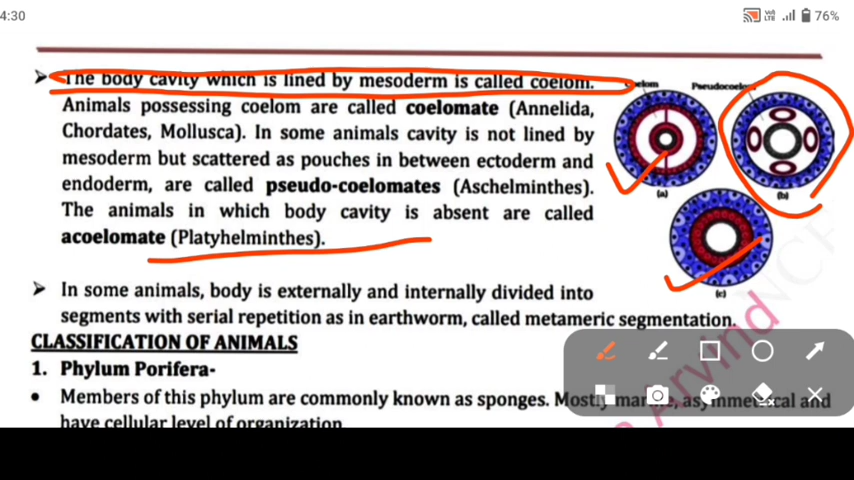 4:30
76%
➤ The body cavity which is lined by mesoderm is called coelom.
Animals possessing coelom are called coelomate (Annelida,
Chordates, Mollusca). In some animals cavity is not lined by
mesoderm but scattered as pouches in between ectoderm and
endoderm, are called pseudo-coelomates (Aschelminthes).
The animals in which body cavity is absent are called
acoelomate (Platyhelminthes).
Pseudocoelom
(a)
(b)
(c)
➤ In some animals, body is externally and internally divided into
segments with serial repetition as in earthworm, called metameric segmentation.
CLASSIFICATION OF ANIMALS
1. Phylum Porifera-
• Members of this phylum are commonly known as sponges. Mostly marine, asymmetrical and
have cellular level of organization
Arvind